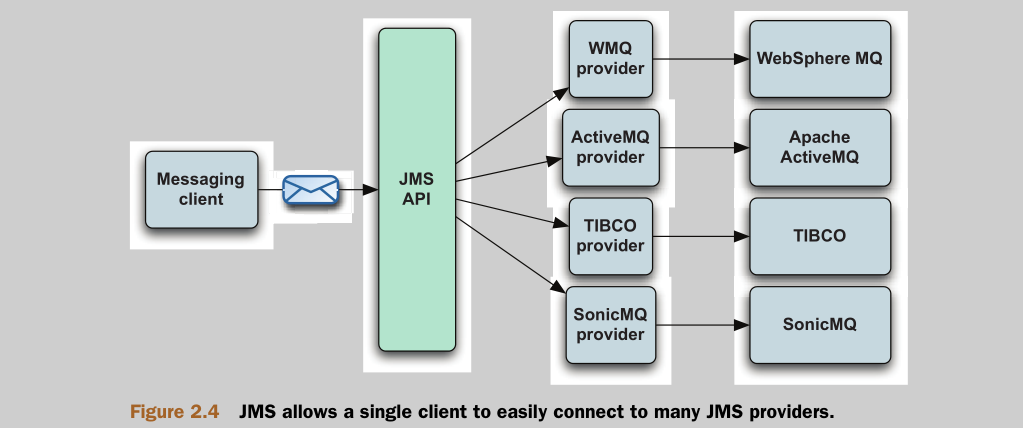 Messaging
client
JMS
API
WMQ
provider
ActiveMQ
provider
TIBCO
provider
SonicMQ
provider
WebSphere MQ
Apache
ActiveMQ
TIBCO
SonicMQ
Figure 2.4 JMS allows a single client to easily connect to many JMS providers.